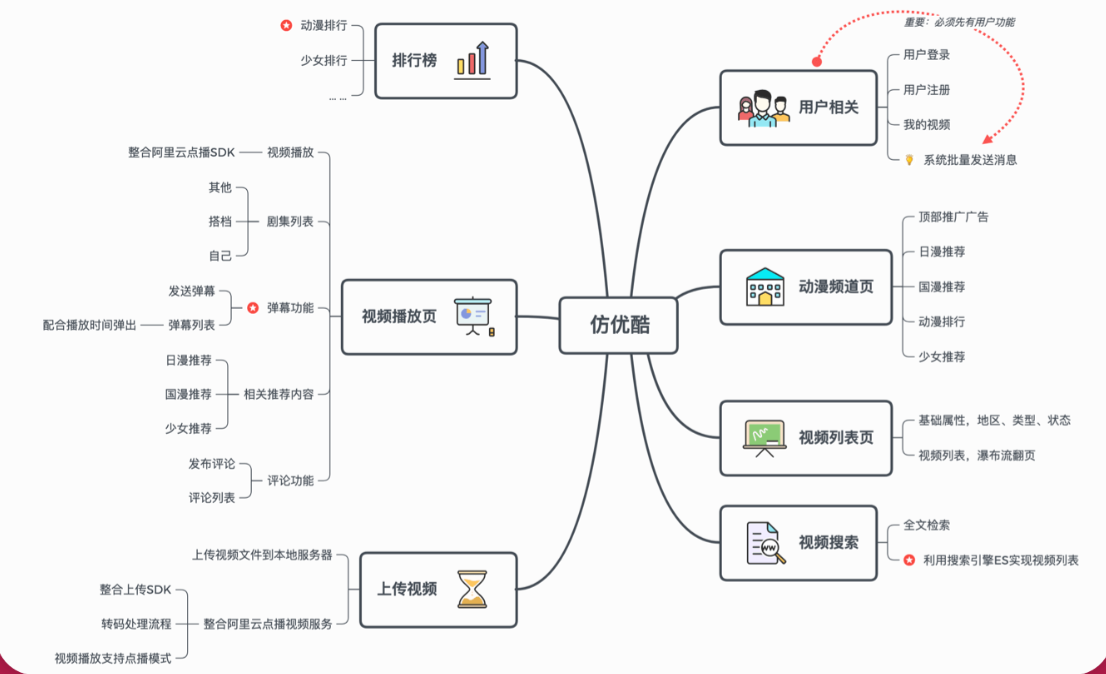 仿优酷
排行榜
动漫排行
少女排行
... ...
视频播放页
视频播放
整合阿里云点播SDK
剧集列表
其他
搭档
自己
弹幕功能
发送弹幕
弹幕列表
配合播放时间弹出
相关推荐内容
日漫推荐
国漫推荐
少女推荐
评论功能
发布评论
评论列表
上传视频
上传视频文件到本地服务器
整合阿里云点播视频服务
整合上传SDK
转码处理流程
视频播放支持点播模式
重要：必须先有用户功能
用户相关
用户登录
用户注册
我的视频
系统批量发送消息
动漫频道页
顶部推广广告
日漫推荐
国漫推荐
动漫排行
少女推荐
视频列表页
基础属性，地区、类型、状态
视频列表，瀑布流翻页
视频搜索
全文检索
利用搜索引擎ES实现视频列表